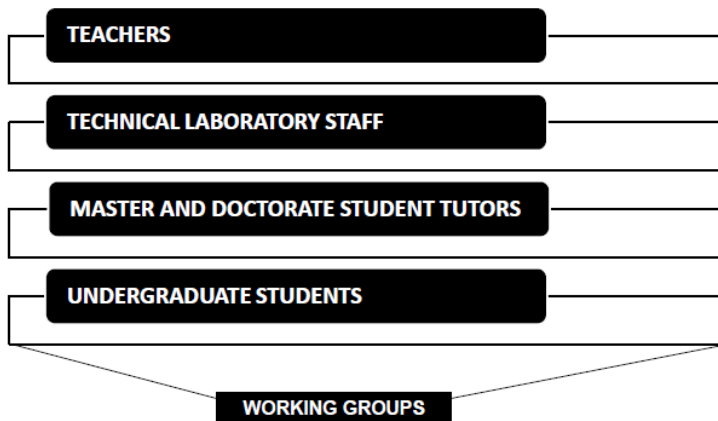 TEACHERS
TECHNICAL LABORATORY STAFF
MASTER AND DOCTORATE STUDENT TUTORS
UNDERGRADUATE STUDENTS
WORKING GROUPS